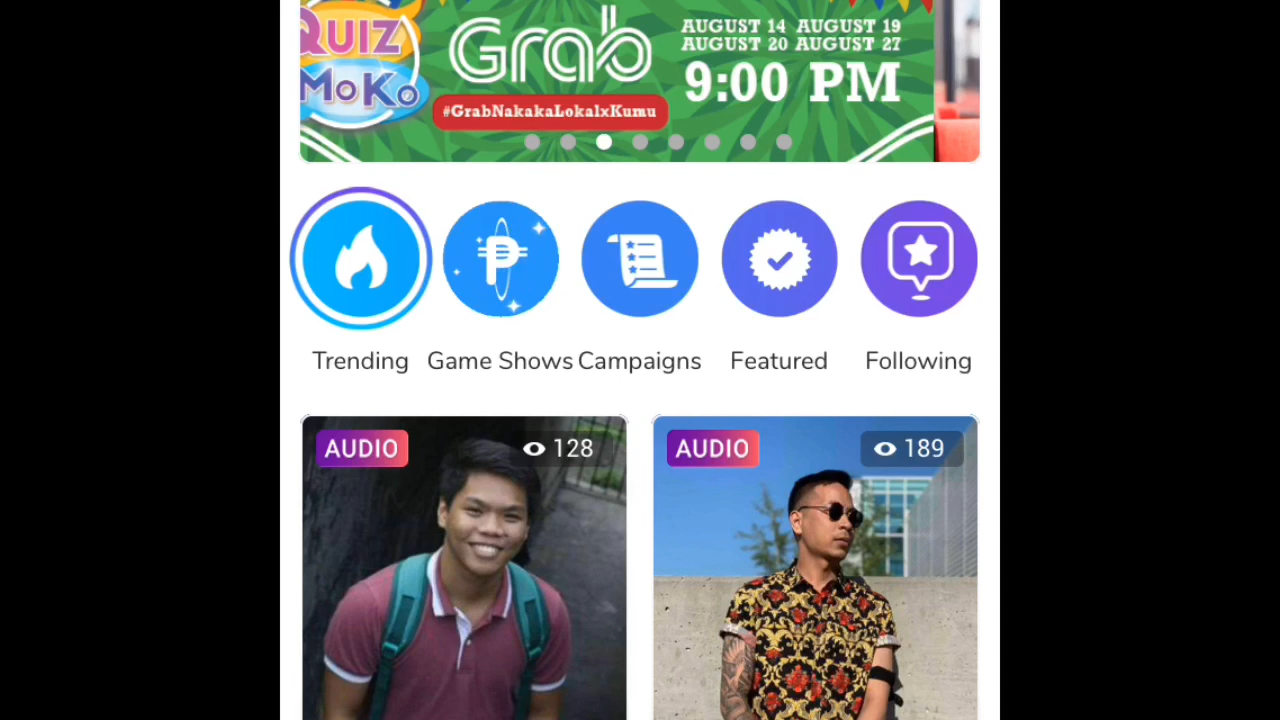 QUIZ
MoKo
Grab
#GrabNakakaLokalxKumu
AUGUST 14 AUGUST 19
AUGUST 20 AUGUST 27
9:00 PM
Trending
Game Shows
Campaigns
Featured
Following
AUDIO
128
AUDIO
189